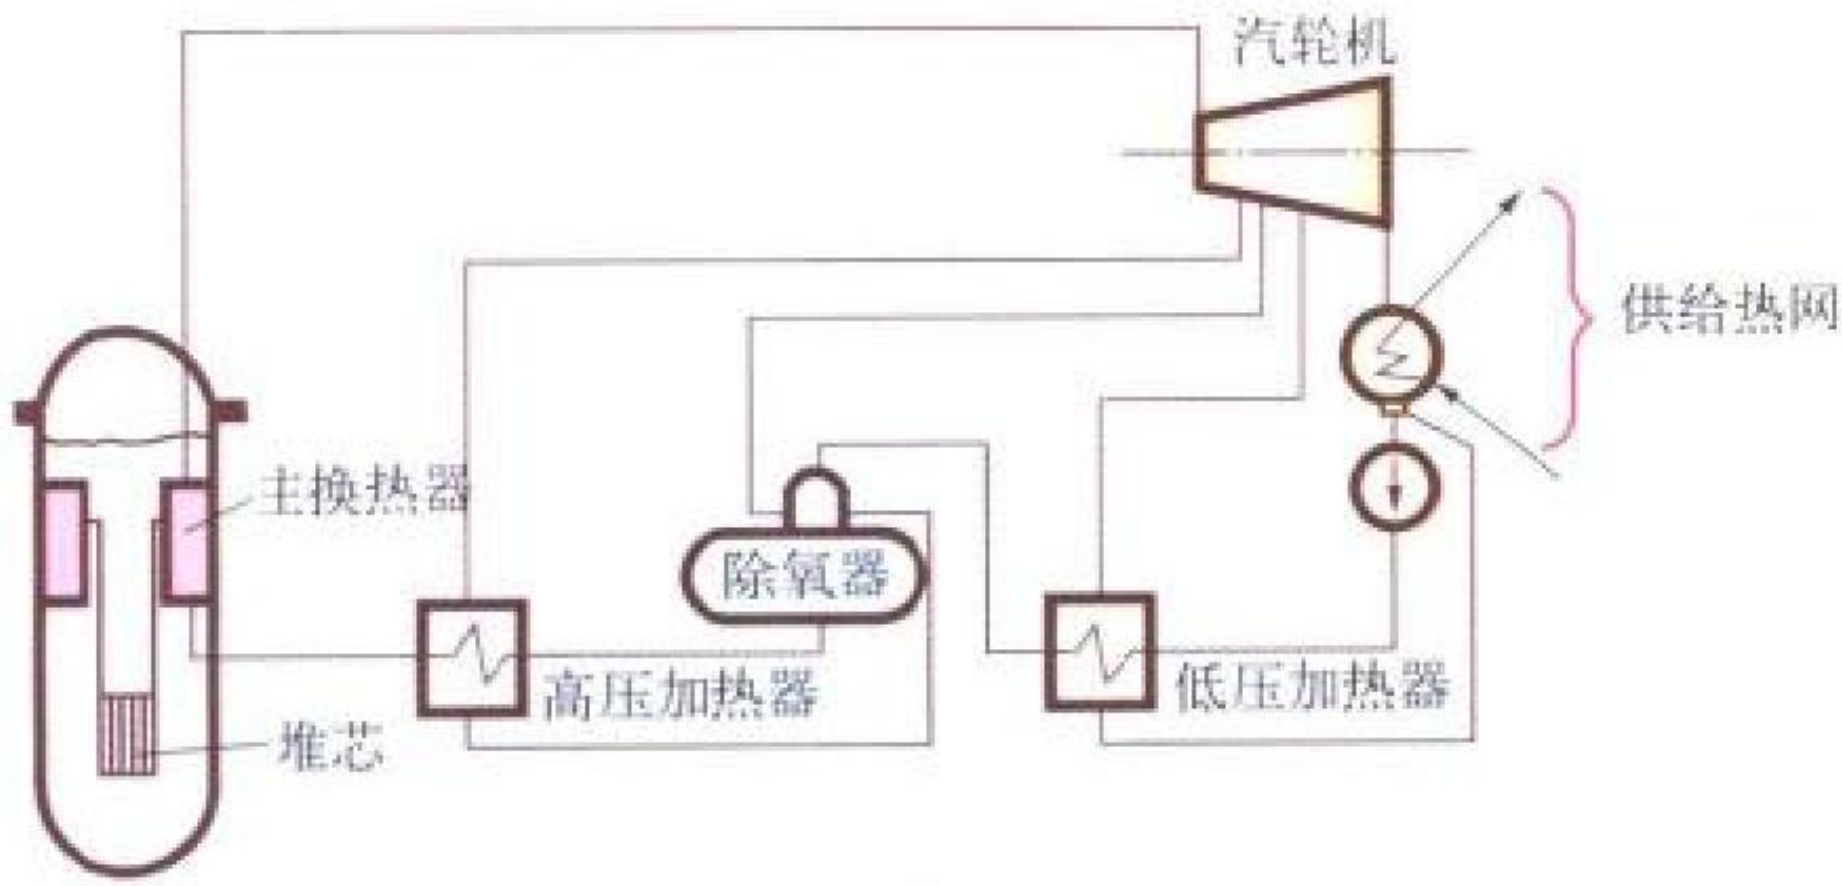 汽轮机
供给热网
主换热器
除氧器
高压加热器
低压加热器
堆芯